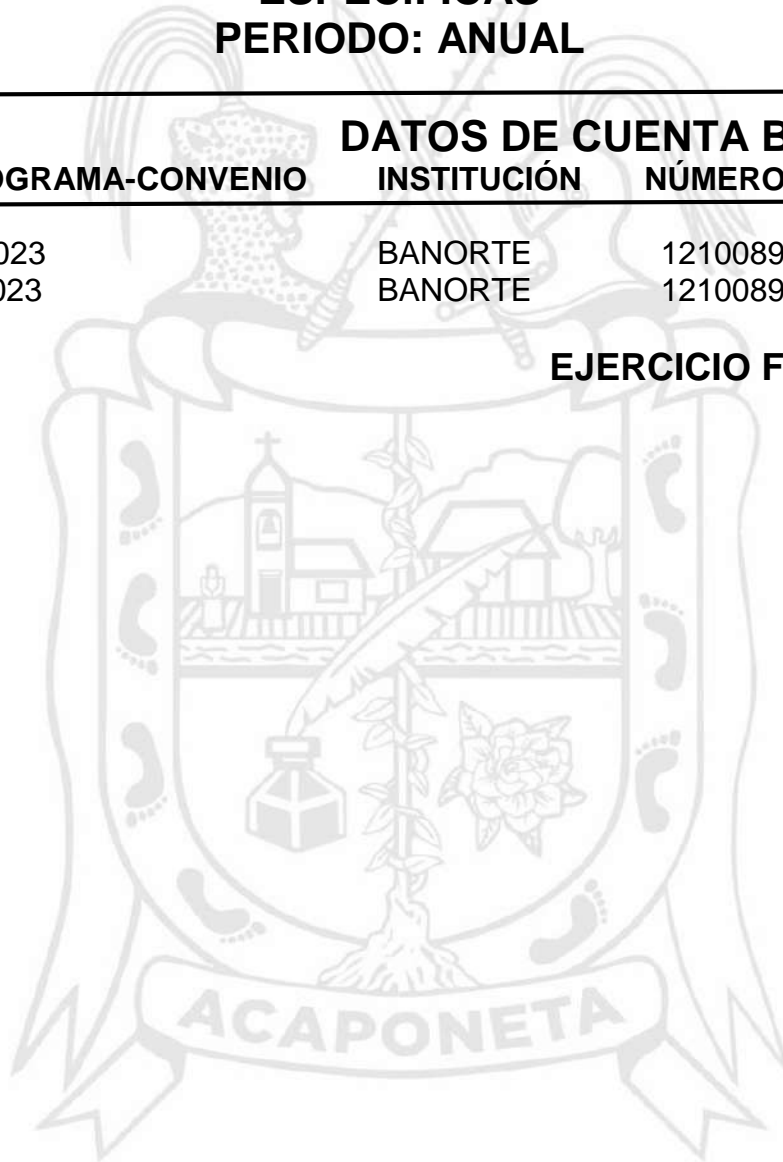 PERIODO: ANUAL
DATOS DE CUENTA B
OGRAMA-CONVENIO INSTITUCIÓN NÚMERO
023 BANORTE 1210089
023 BANORTE 1210089
EJERCICIO F
ACAPONETA